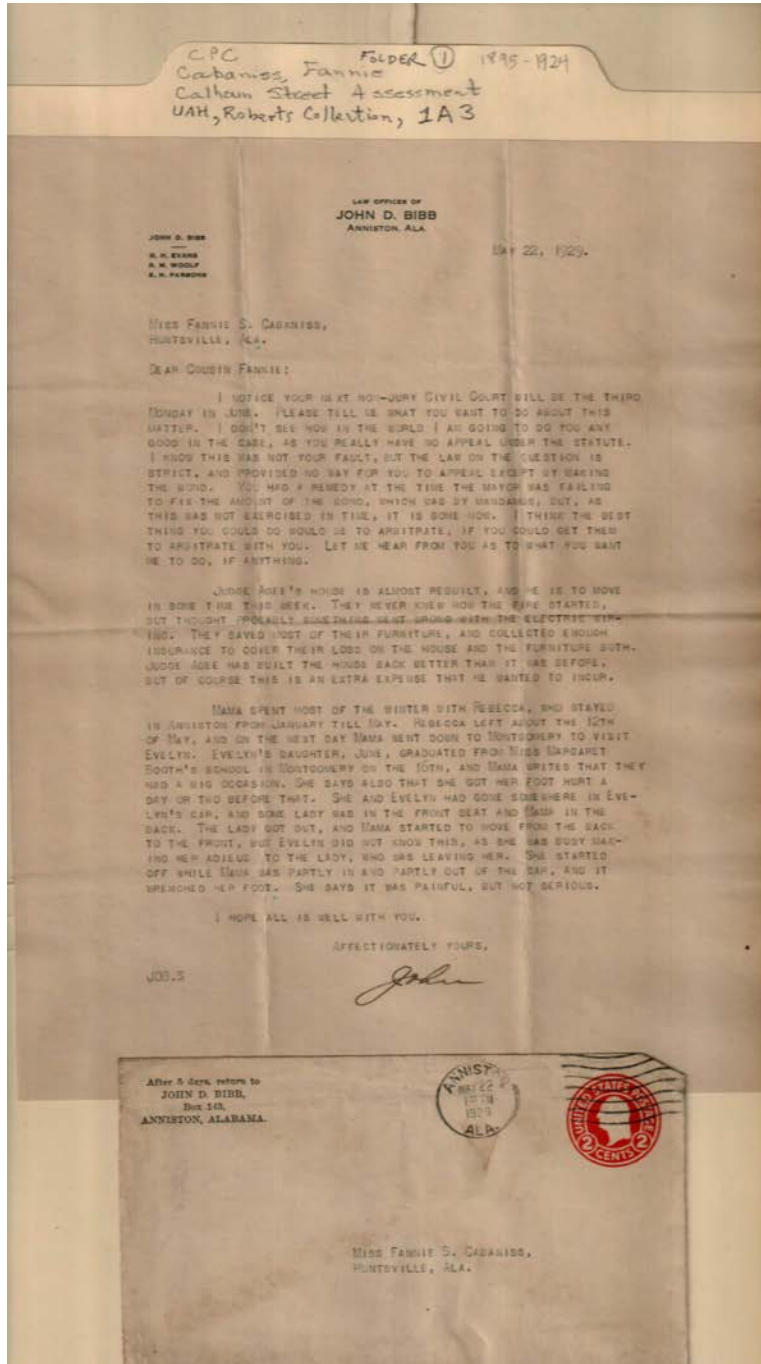 CPC FOLDER 1 1895-1924
Cabaniss, Fannie
Calhoun Street Assessment
UAH, Roberts Collection, 1A3
LAW OFFICES OF
JOHN D. BIBB
ANNISTON, ALA.
JOHN D. BIBB
H. H. EVANS
R. M. WOOLF
E. H. PARSONS
MAY 22, 1929.
MISS FANNIE S. CABANISS,
HUNTSVILLE, ALA.
DEAR COUSIN FANNIE:
I NOTICE YOUR NEXT NON-JURY CIVIL COURT WILL BE THE THIRD
MONDAY IN JUNE. PLEASE TELL ME WHAT YOU WANT TO DO ABOUT THIS
MATTER. I DON'T SEE HOW IN THE WORLD I AM GOING TO DO YOU ANY
GOOD IN THE CASE, AS YOU REALLY HAVE NO APPEAL UNDER THE STATUTE.
I KNOW THIS WAS NOT YOUR FAULT, BUT THE LAW ON THE QUESTION IS
STRICT, AND PROVIDED NO WAY FOR YOU TO APPEAL EXCEPT BY MAKING
THE BOND. YOU HAD A REMEDY AT THE TIME THE MAYOR WAS FAILING
TO FIX THE AMOUNT OF THE BOND, WHICH WAS BY MANDAMUS, BUT, AS
THIS WAS NOT EXERCISED IN TIME, IT IS GONE NOW. I THINK THE BEST
THING YOU COULD DO WOULD BE TO ARBITRATE, IF YOU COULD GET THEM
TO ARBITRATE WITH YOU. LET ME HEAR FROM YOU AS TO WHAT YOU WANT
ME TO DO, IF ANYTHING.
JUDGE AGEE'S HOUSE IS ALMOST REBUILT, AND HE IS TO MOVE
IN SOME TIME THIS WEEK. THEY NEVER KNEW HOW THE FIRE STARTED,
BUT THOUGHT PROBABLY SOMETHING WENT WRONG WITH THE ELECTRIC WIR-
ING. THEY SAVED MOST OF THEIR FURNITURE, AND COLLECTED ENOUGH
INSURANCE TO COVER THEIR LOSS ON THE HOUSE AND THE FURNITURE BOTH.
JUDGE AGEE HAS BUILT THE HOUSE BACK BETTER THAN IT WAS BEFORE,
BUT OF COURSE THIS IS AN EXTRA EXPENSE THAT HE WANTED TO INCUR.
MAMA SPENT MOST OF THE WINTER WITH REBECCA, WHO STAYED
IN ANNISTON FROM JANUARY TILL MAY. REBECCA LEFT ABOUT THE 12TH
OF MAY, AND ON THE NEXT DAY MAMA WENT DOWN TO MONTGOMERY TO VISIT
EVELYN. EVELYN'S DAUGHTER, JUNE, GRADUATED FROM MISS MARGARET
BOOTH'S SCHOOL IN MONTGOMERY ON THE 16TH, AND MAMA WRITES THAT THEY
HAD A BIG OCCASION. SHE SAYS ALSO THAT SHE GOT HER FOOT HURT A
DAY OR TWO BEFORE THAT. SHE AND EVELYN HAD GONE SOMEWHERE IN EVE-
LYN'S CAR, AND SOME LADY WAS IN THE FRONT SEAT AND MAMA IN THE
BACK. THE LADY GOT OUT, AND MAMA STARTED TO MOVE FROM THE BACK
TO THE FRONT, BUT EVELYN DID NOT KNOW THIS, AS SHE WAS BUSY MAK-
ING HER ADIEUS TO THE LADY, WHO WAS LEAVING HER. SHE STARTED
OFF WHILE MAMA WAS PARTLY IN AND PARTLY OUT OF THE CAR, AND IT
WRENCHED HER FOOT. SHE SAYS IT WAS PAINFUL, BUT NOT SERIOUS.
I HOPE ALL IS WELL WITH YOU.
AFFECTIONATELY YOURS,
JDB.S
John
After 5 days, return to
JOHN D. BIBB,
Box 143,
ANNISTON, ALABAMA.
ANNISTON
MAY 22
1929
ALA.
UNITED STATES POSTAGE
2 CENTS 2
MISS FANNIE S. CABANISS,
HUNTSVILLE, ALA.